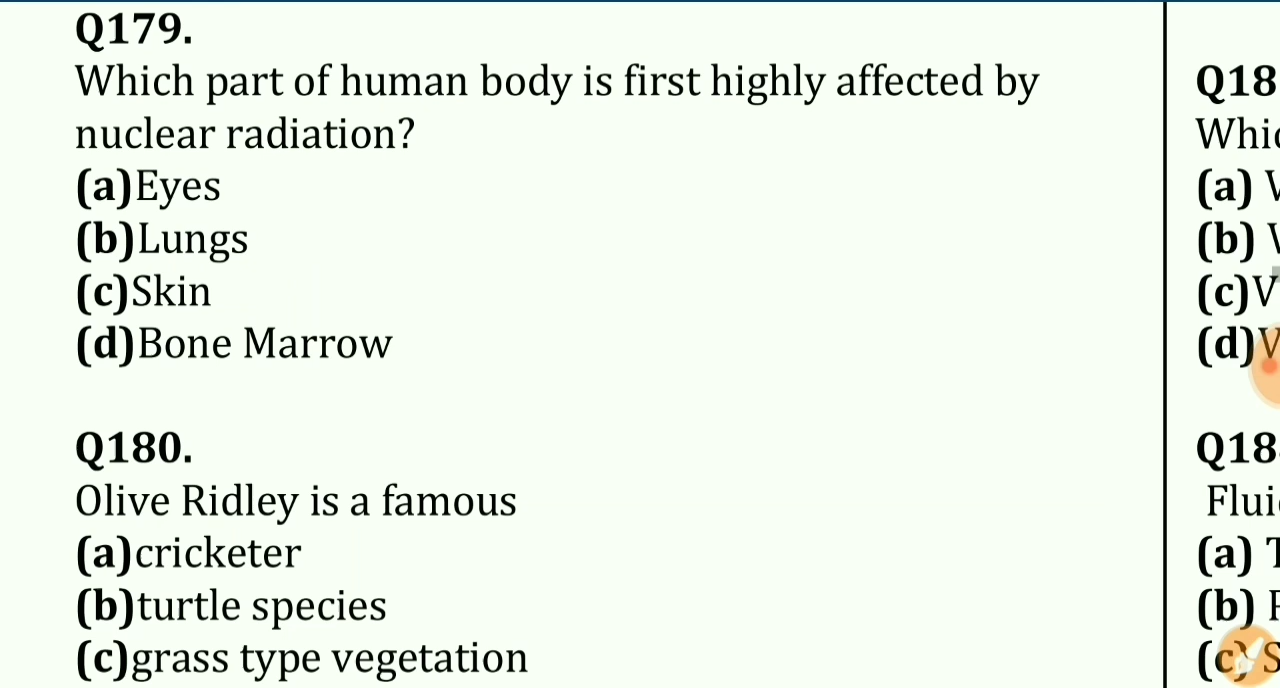 Q179.
Which part of human body is first highly affected by
nuclear radiation?
(a)Eyes
(b)Lungs
(c)Skin
(d)Bone Marrow
Q180.
Olive Ridley is a famous
(a)cricketer
(b)turtle species
(c)grass type vegetation
(a)
(b)
(c)
(d)
(a)
(b)
(c)